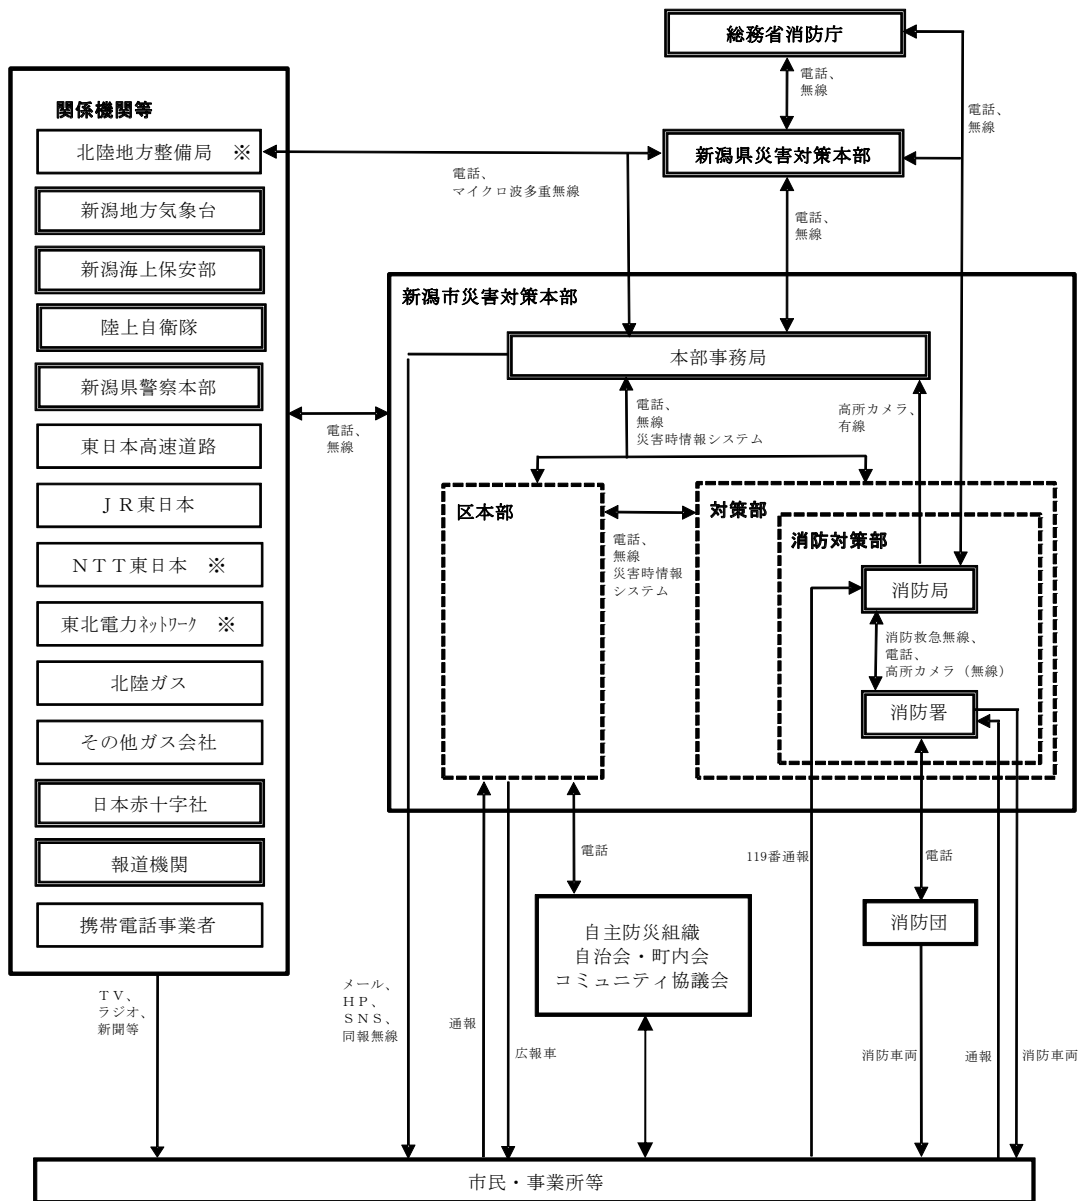 総務省消防庁
電話、
無線
電話、
無線
関係機関等
北陸地方整備局 ※
新潟地方気象台
新潟海上保安部
陸上自衛隊
新潟県警察本部
東日本高速道路
ＪＲ東日本
ＮＴＴ東日本 ※
東北電力ネットワーク ※
北陸ガス
その他ガス会社
日本赤十字社
報道機関
携帯電話事業者
新潟県災害対策本部
電話、
マイクロ波多重無線
電話、
無線
新潟市災害対策本部
本部事務局
電話、
無線
電話、
無線
災害時情報システム
高所カメラ、
有線
区本部
電話、
無線
災害時情報
システム
対策部
消防対策部
消防局
消防救急無線、
電話、
高所カメラ（無線）
消防署
電話
119番通報
電話
自主防災組織
自治会・町内会
コミュニティ協議会
消防団
ＴＶ、
ラジオ、
新聞等
メール、
ＨＰ、
ＳＮＳ、
同報無線
通報
広報車
消防車両
通報
消防車両
市民・事業所等